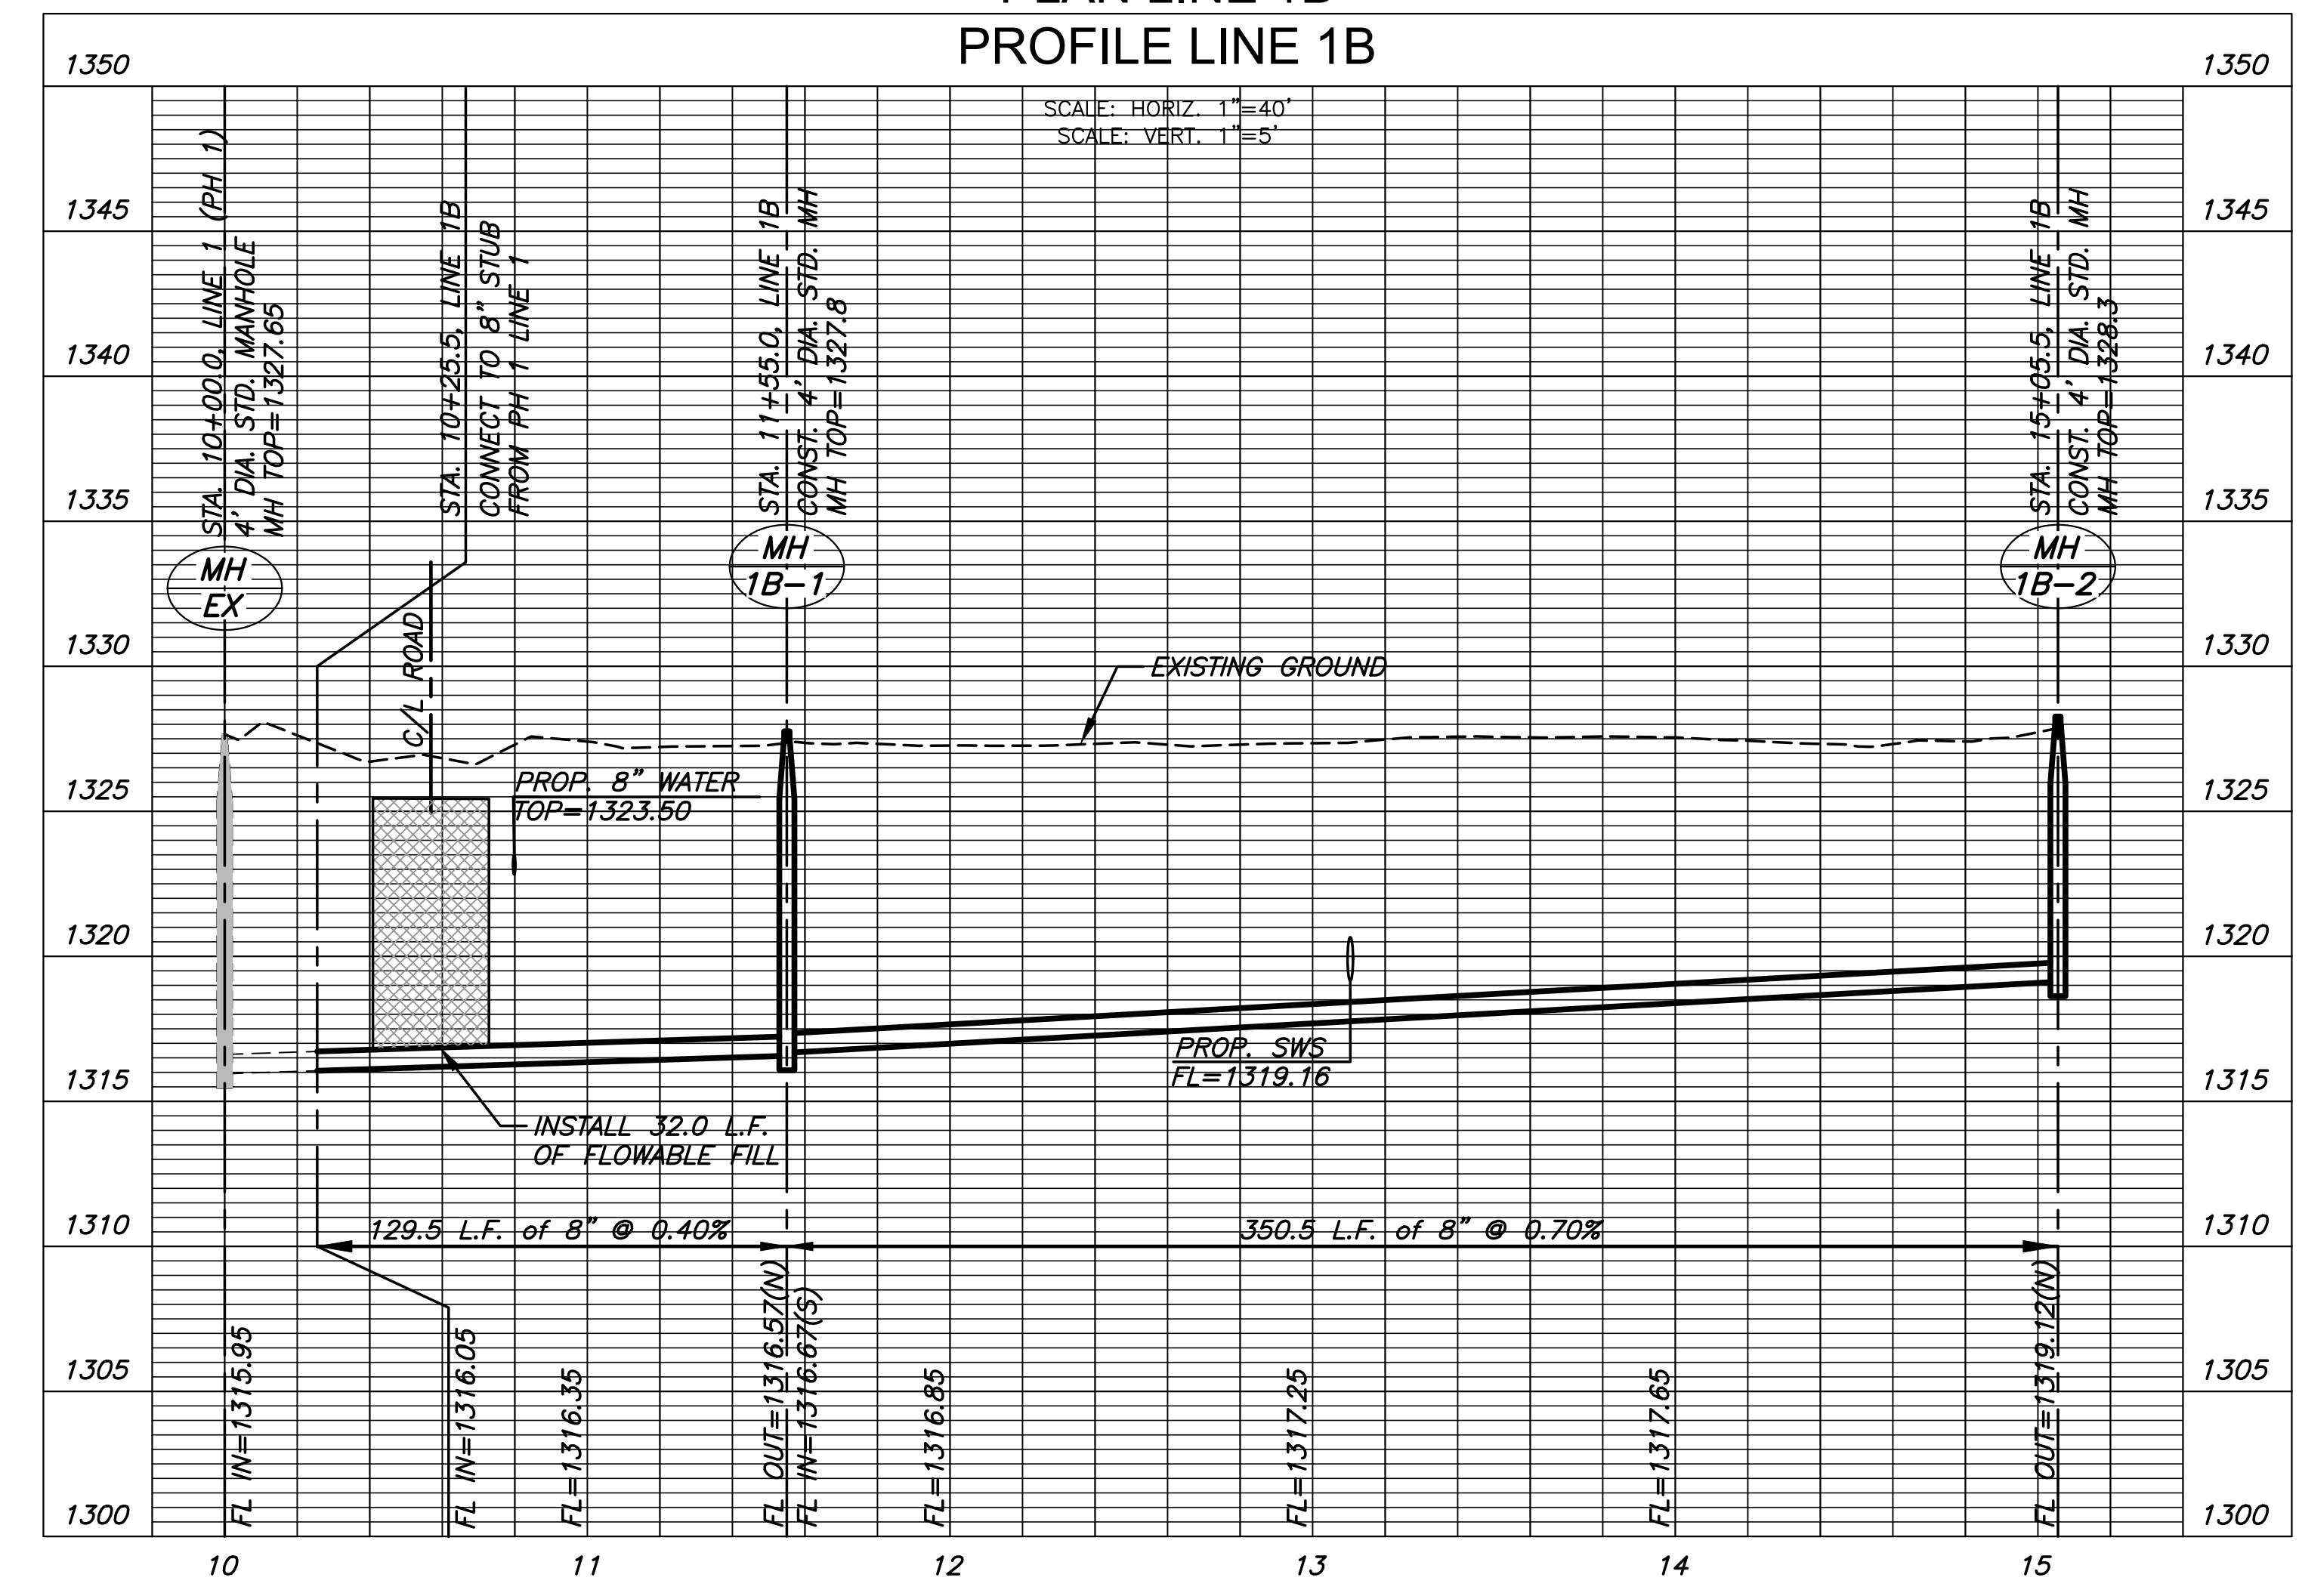 PROFILE LINE 1B
SCALE: HORIZ. 1"=40'
SCALE: VERT. 1"=5'
1350
1345
1340
1335
1330
1325
1320
1315
1310
1305
1300
1350
1345
1340
1335
1330
1325
1320
1315
1310
1305
1300
STA. 10+00.0, LINE 1 (PH 1)
4' DIA. STD. MANHOLE
MH TOP=1327.65
MH
EX
STA. 10+25.5, LINE 1B
CONNECT TO 8" STUB
FROM PH 1 LINE 1
C/L ROAD
STA. 11+55.0, LINE 1B
CONST. 4' DIA. STD. MH
MH TOP=1327.8
MH
1B-1
STA. 15+05.5, LINE 1B
CONST. 4' DIA. STD. MH
MH TOP=1328.3
MH
1B-2
EXISTING GROUND
PROP. 8" WATER
TOP=1323.50
PROP. SWS
FL=1319.16
INSTALL 32.0 L.F.
OF FLOWABLE FILL
129.5 L.F. of 8" @ 0.40%
350.5 L.F. of 8" @ 0.70%
FL IN=1315.95
FL IN=1316.05
FL=1316.35
FL OUT=1316.57(N)
FL IN=1316.67(S)
FL=1316.85
FL=1317.25
FL=1317.65
FL OUT=1319.12(N)
10
11
12
13
14
15